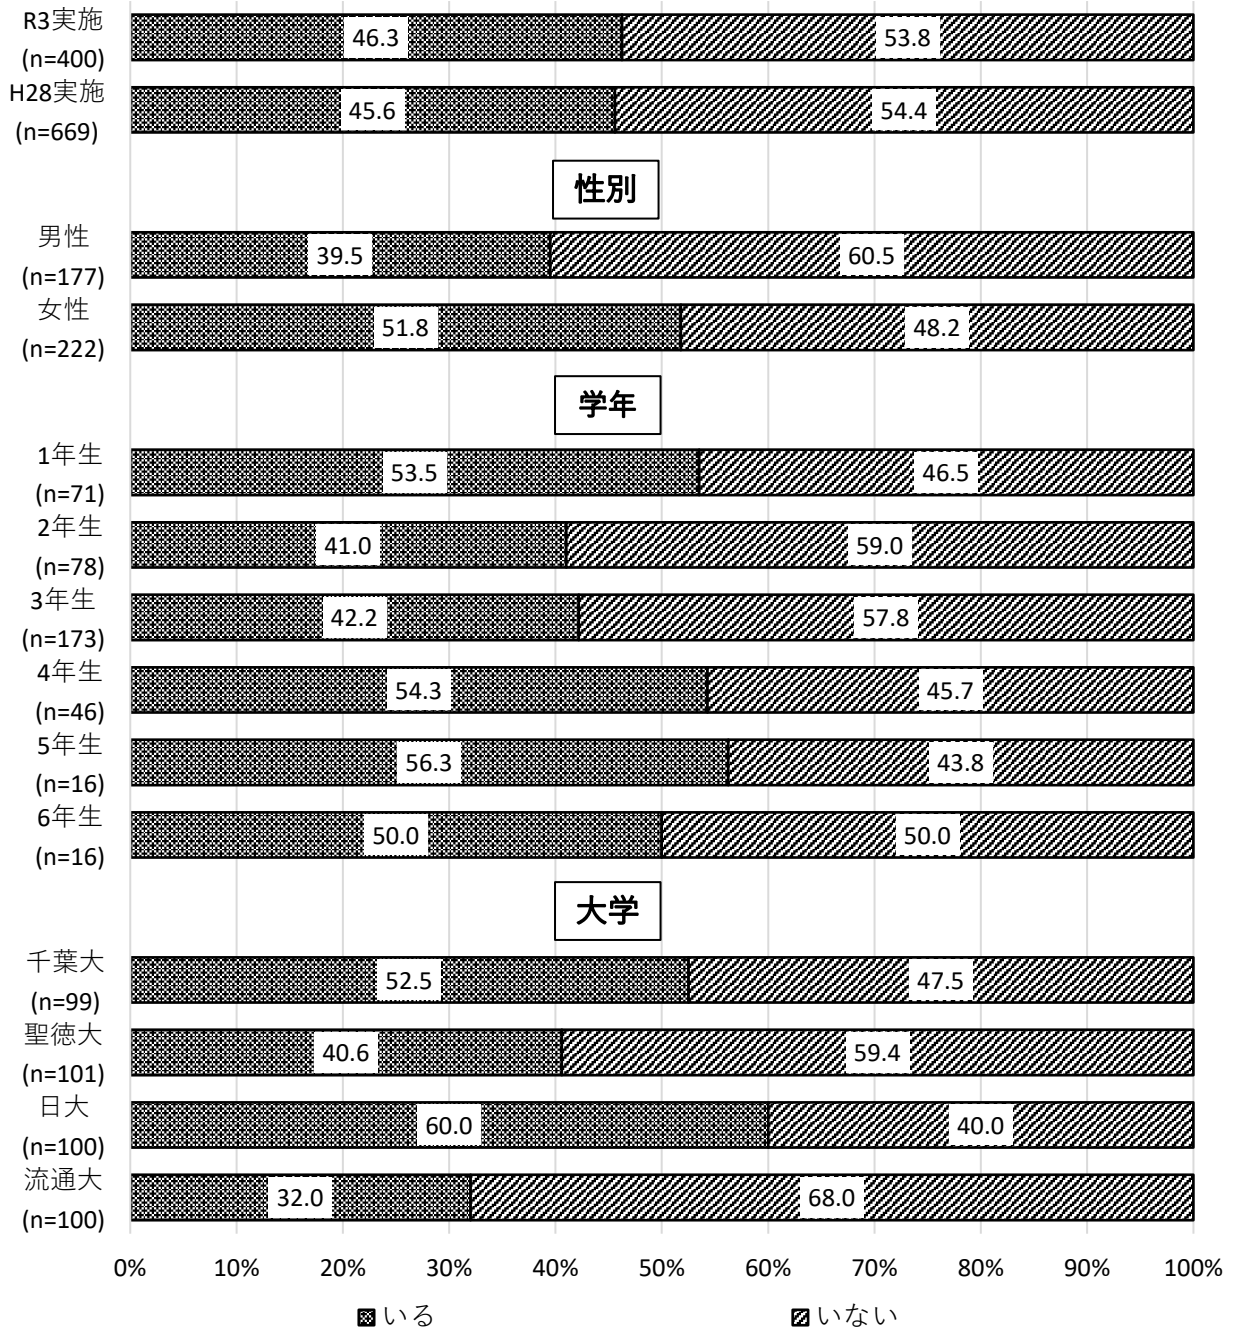 R3実施
(n=400)
46.3
53.8
H28実施
(n=669)
45.6
54.4
性別
男性
(n=177)
39.5
60.5
女性
(n=222)
51.8
48.2
学年
1年生
(n=71)
53.5
46.5
2年生
(n=78)
41.0
59.0
3年生
(n=173)
42.2
57.8
4年生
(n=46)
54.3
45.7
5年生
(n=16)
56.3
43.8
6年生
(n=16)
50.0
50.0
大学
千葉大
(n=99)
52.5
47.5
聖徳大
(n=101)
40.6
59.4
日大
(n=100)
60.0
40.0
流通大
(n=100)
32.0
68.0
0% 10% 20% 30% 40% 50% 60% 70% 80% 90% 100%
いる いない